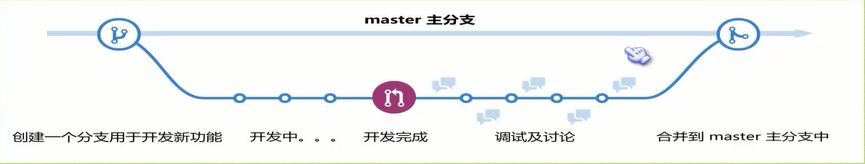 master 主分支
创建一个分支用于开发新功能
开发中。。。
开发完成
调试及讨论
合并到 master 主分支中